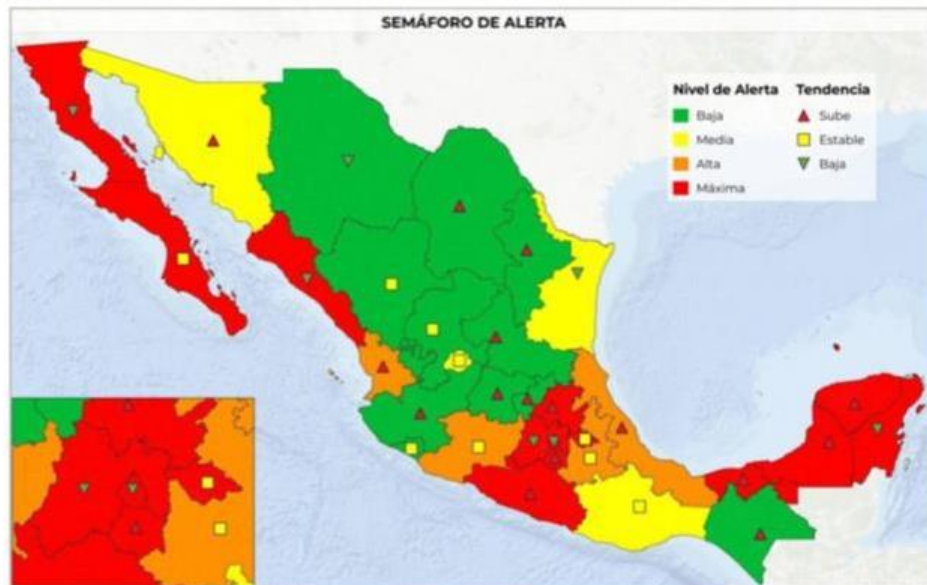 SEMÁFORO DE ALERTA
Nivel de Alerta Tendencia
Baja Sube
Media Estable
Alta Baja
Máxima